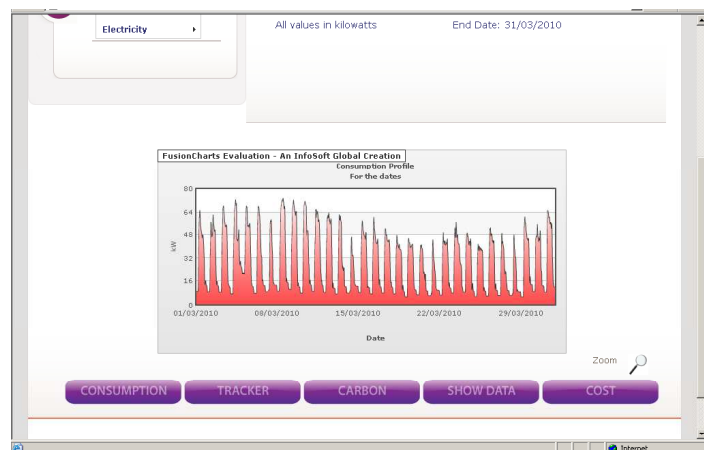 Electricity
All values in kilowatts
End Date: 31/03/2010
FusionCharts Evaluation - An InfoSoft Global Creation
Consumption Profile
For the dates
80
64
48
32
16
0
kW
01/03/2010 08/03/2010 15/03/2010 22/03/2010 29/03/2010
Date
Zoom
CONSUMPTION TRACKER CARBON SHOW DATA COST
Internet